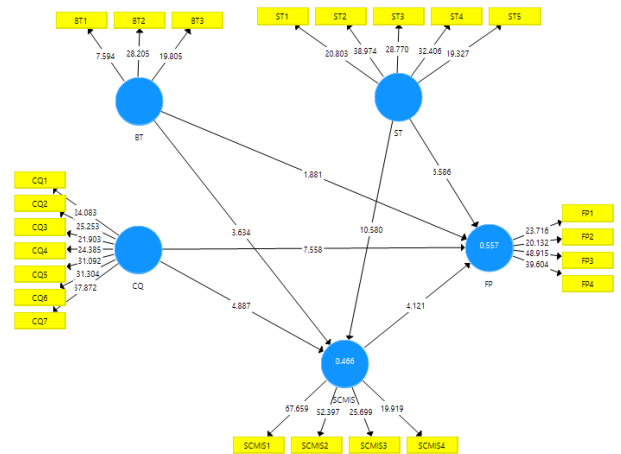 BT1
BT2
BT3
ST1
ST2
ST3
ST4
ST5
7.594
28.205
19.805
20.803
38.974
28.770
32.406
19.327
BT
ST
CQ1
CQ2
CQ3
CQ4
CQ5
CQ6
CQ7
24.083
25.253
21.903
24.385
31.092
31.304
37.872
CQ
1.881
3.634
10.580
7.558
4.887
4.121
0.557
FP
23.716
20.132
48.915
39.604
FP1
FP2
FP3
FP4
0.466
SCMIS
67.659
52.397
25.699
19.919
SCMIS1
SCMIS2
SCMIS3
SCMIS4